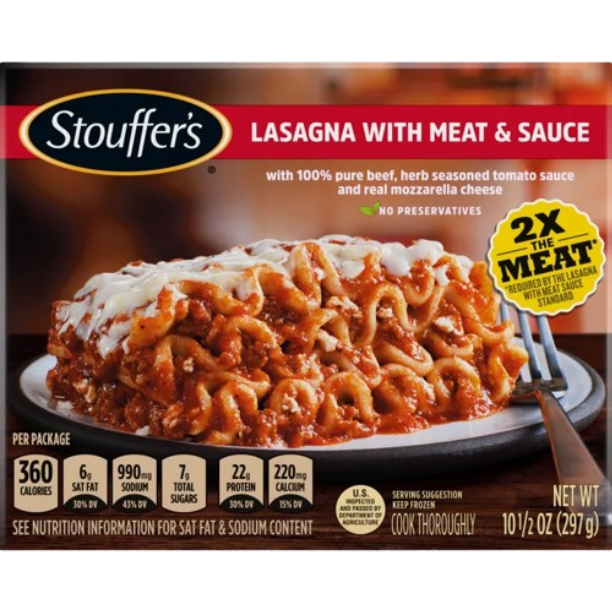 Stouffer's
LASAGNA WITH MEAT & SAUCE
with 100% pure beef, herb seasoned tomato sauce
and real mozzarella cheese
NO PRESERVATIVES
2X
THE
MEAT*
*REQUIRED BY THE LASAGNA
WITH MEAT SAUCE
STANDARD
PER PACKAGE
360
CALORIES
6g
SAT FAT
30% DV
990mg
SODIUM
43% DV
7g
TOTAL
SUGARS
22g
PROTEIN
30% DV
220mg
CALCIUM
15% DV
SEE NUTRITION INFORMATION FOR SAT FAT & SODIUM CONTENT
U.S.
INSPECTED
AND PASSED BY
DEPARTMENT OF
AGRICULTURE
SERVING SUGGESTION
KEEP FROZEN
COOK THOROUGHLY
NET WT
10 1/2 OZ (297g)